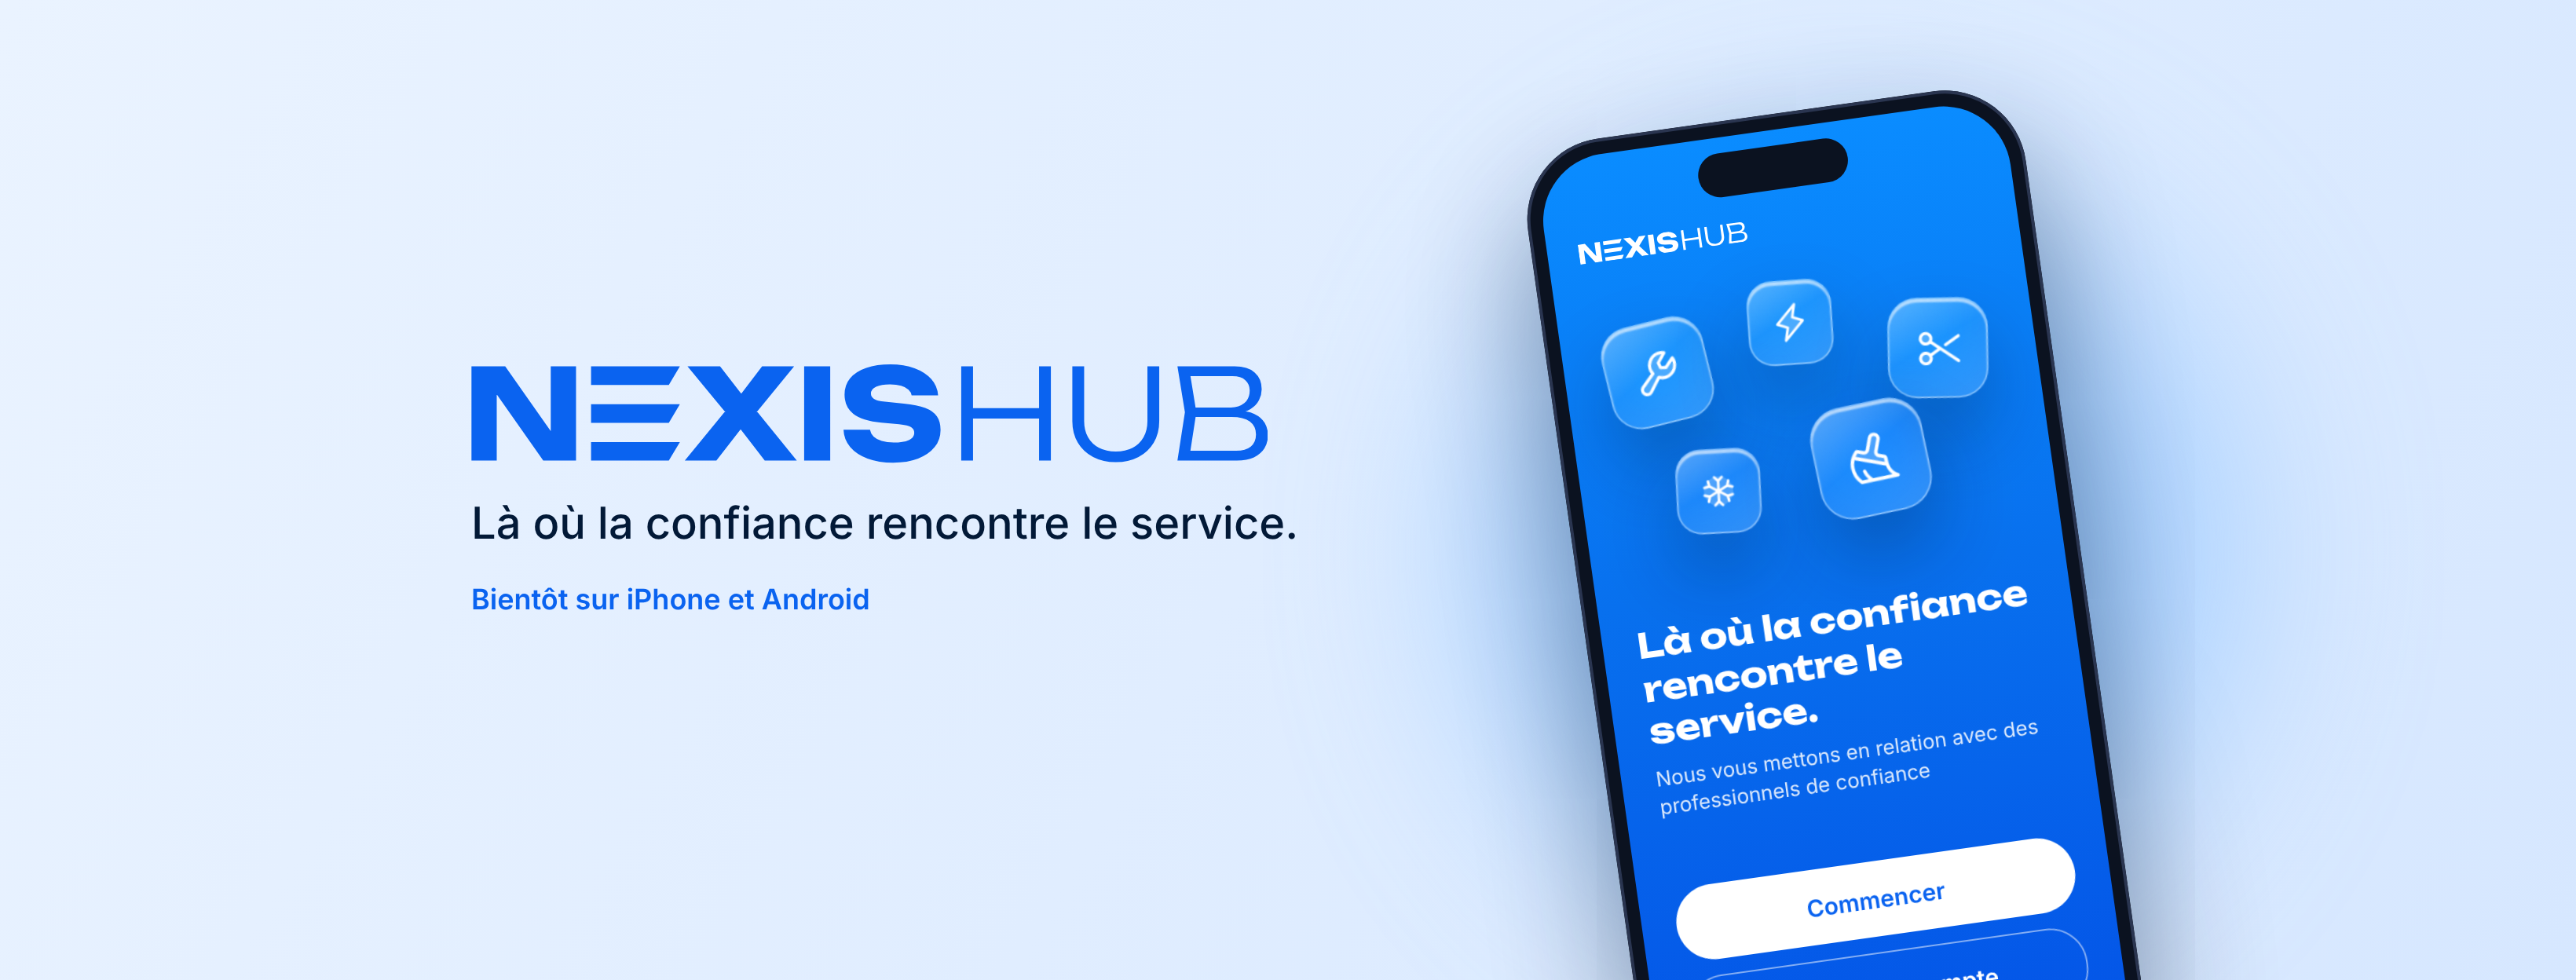 NEXISHUB
Là où la confiance rencontre le service.
Bientôt sur iPhone et Android
NEXISHUB
Là où la confiance
rencontre le
service.
Nous vous mettons en relation avec des
professionnels de confiance
Commencer